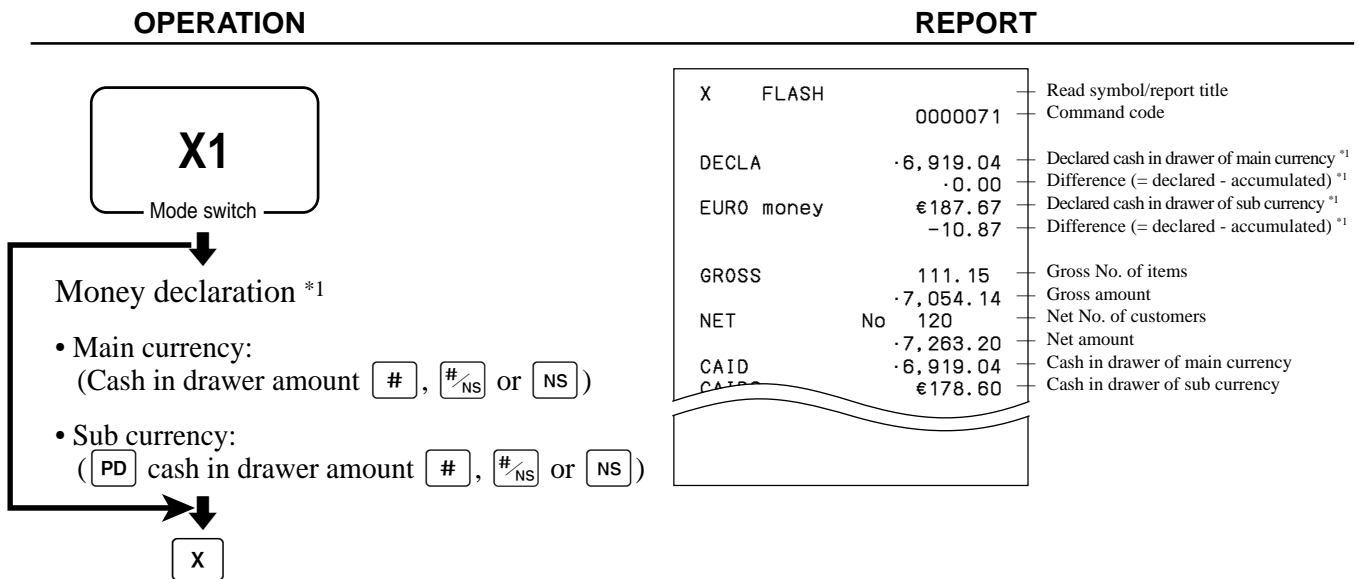 OPERATION
REPORT
X1
Mode switch
Money declaration *1
• Main currency:
(Cash in drawer amount #, #/NS or NS)
• Sub currency:
(PD cash in drawer amount #, #/NS or NS)
X
X FLASH Read symbol/report title
0000071 Command code
DECLA ·6,919.04 Declared cash in drawer of main currency *1
·0.00 Difference (= declared - accumulated) *1
EURO money €187.67 Declared cash in drawer of sub currency *1
-10.87 Difference (= declared - accumulated) *1
GROSS 111.15 Gross No. of items
·7,054.14 Gross amount
NET No 120 Net No. of customers
·7,263.20 Net amount
CAID ·6,919.04 Cash in drawer of main currency
€178.60 Cash in drawer of sub currency